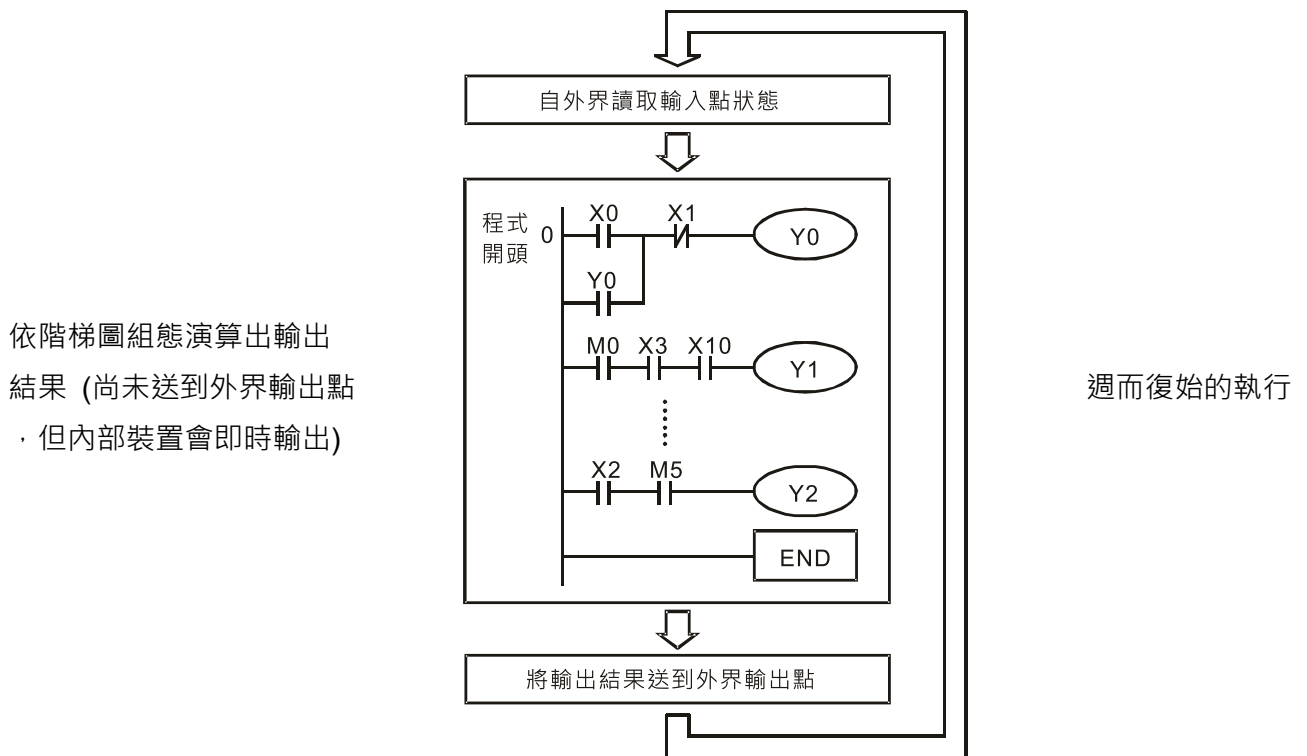 自外界讀取輸入點狀態
程式
開頭
0
X0 X1
Y0
Y0
M0 X3 X10
Y1
X2 M5
Y2
END
將輸出結果送到外界輸出點
依階梯圖組態演算出輸出
結果 (尚未送到外界輸出點
，但內部裝置會即時輸出)
週而復始的執行